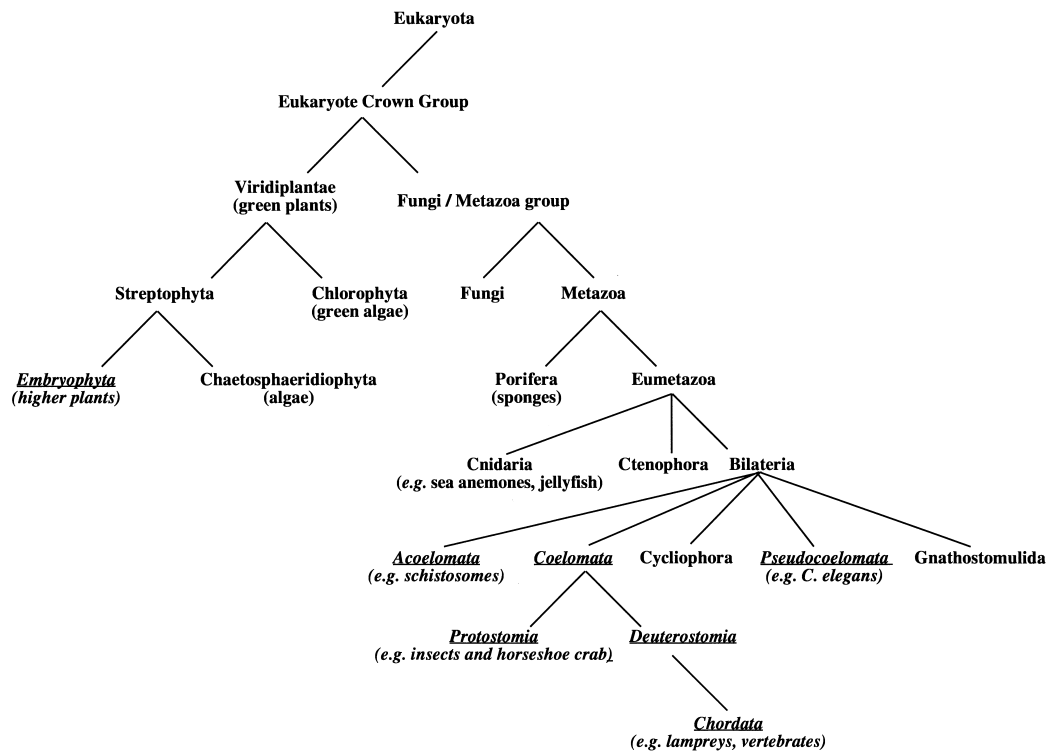 Eukaryota
Eukaryote Crown Group
Viridiplantae
(green plants)
Fungi / Metazoa group
Streptophyta
Chlorophyta
(green algae)
Fungi
Metazoa
Embryophyta
(higher plants)
Chaetosphaeridiophyta
(algae)
Porifera
(sponges)
Eumetazoa
Cnidaria
(e.g. sea anemones, jellyfish)
Ctenophora
Bilateria
Acoelomata
(e.g. schistosomes)
Coelomata
Cycliophora
Pseudocoelomata
(e.g. C. elegans)
Gnathostomulida
Protostomia
(e.g. insects and horseshoe crab)
Deuterostomia
Chordata
(e.g. lampreys, vertebrates)